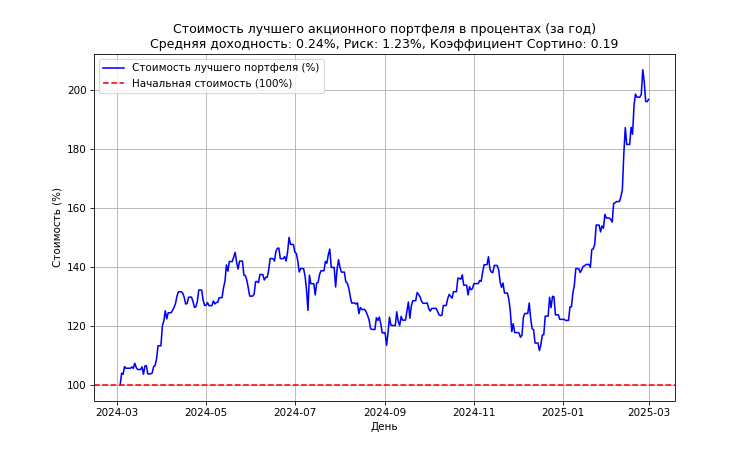 Стоимость лучшего акционного портфеля в процентах (за год)
Средняя доходность: 0.24%, Риск: 1.23%, Коэффициент Сортино: 0.19
Стоимость лучшего портфеля (%)
Начальная стоимость (100%)
Стоимость (%)
200
180
160
140
120
100
2024-03
2024-05
2024-07
2024-09
2024-11
2025-01
2025-03
День